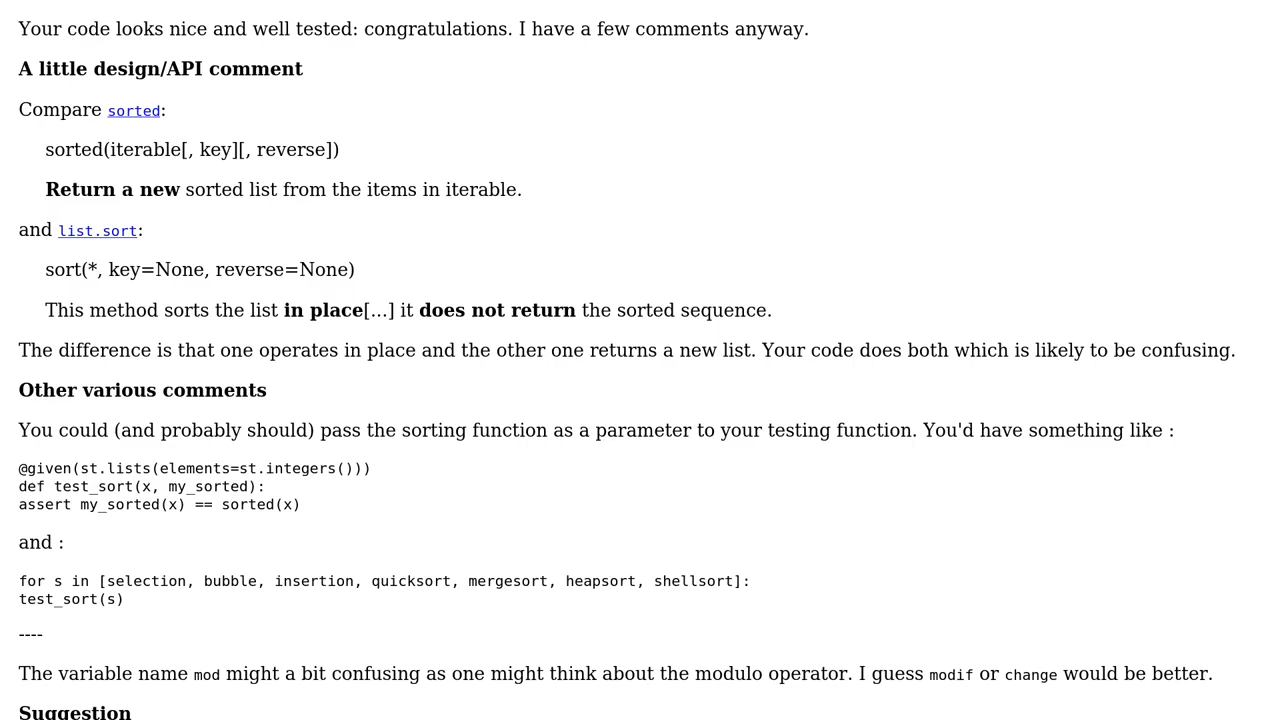 Your code looks nice and well tested: congratulations. I have a few comments anyway.
A little design/API comment
Compare sorted:
sorted(iterable[, key][, reverse])
Return a new sorted list from the items in iterable.
and list.sort:
sort(*, key=None, reverse=None)
This method sorts the list in place[...] it does not return the sorted sequence.
The difference is that one operates in place and the other one returns a new list. Your code does both which is likely to be confusing.
Other various comments
You could (and probably should) pass the sorting function as a parameter to your testing function. You'd have something like :
@given(st.lists(elements=st.integers()))
def test_sort(x, my_sorted):
assert my_sorted(x) == sorted(x)
and :
for s in [selection, bubble, insertion, quicksort, mergesort, heapsort, shellsort]:
test_sort(s)
----
The variable name mod might a bit confusing as one might think about the modulo operator. I guess modif or change would be better.
Suggestion